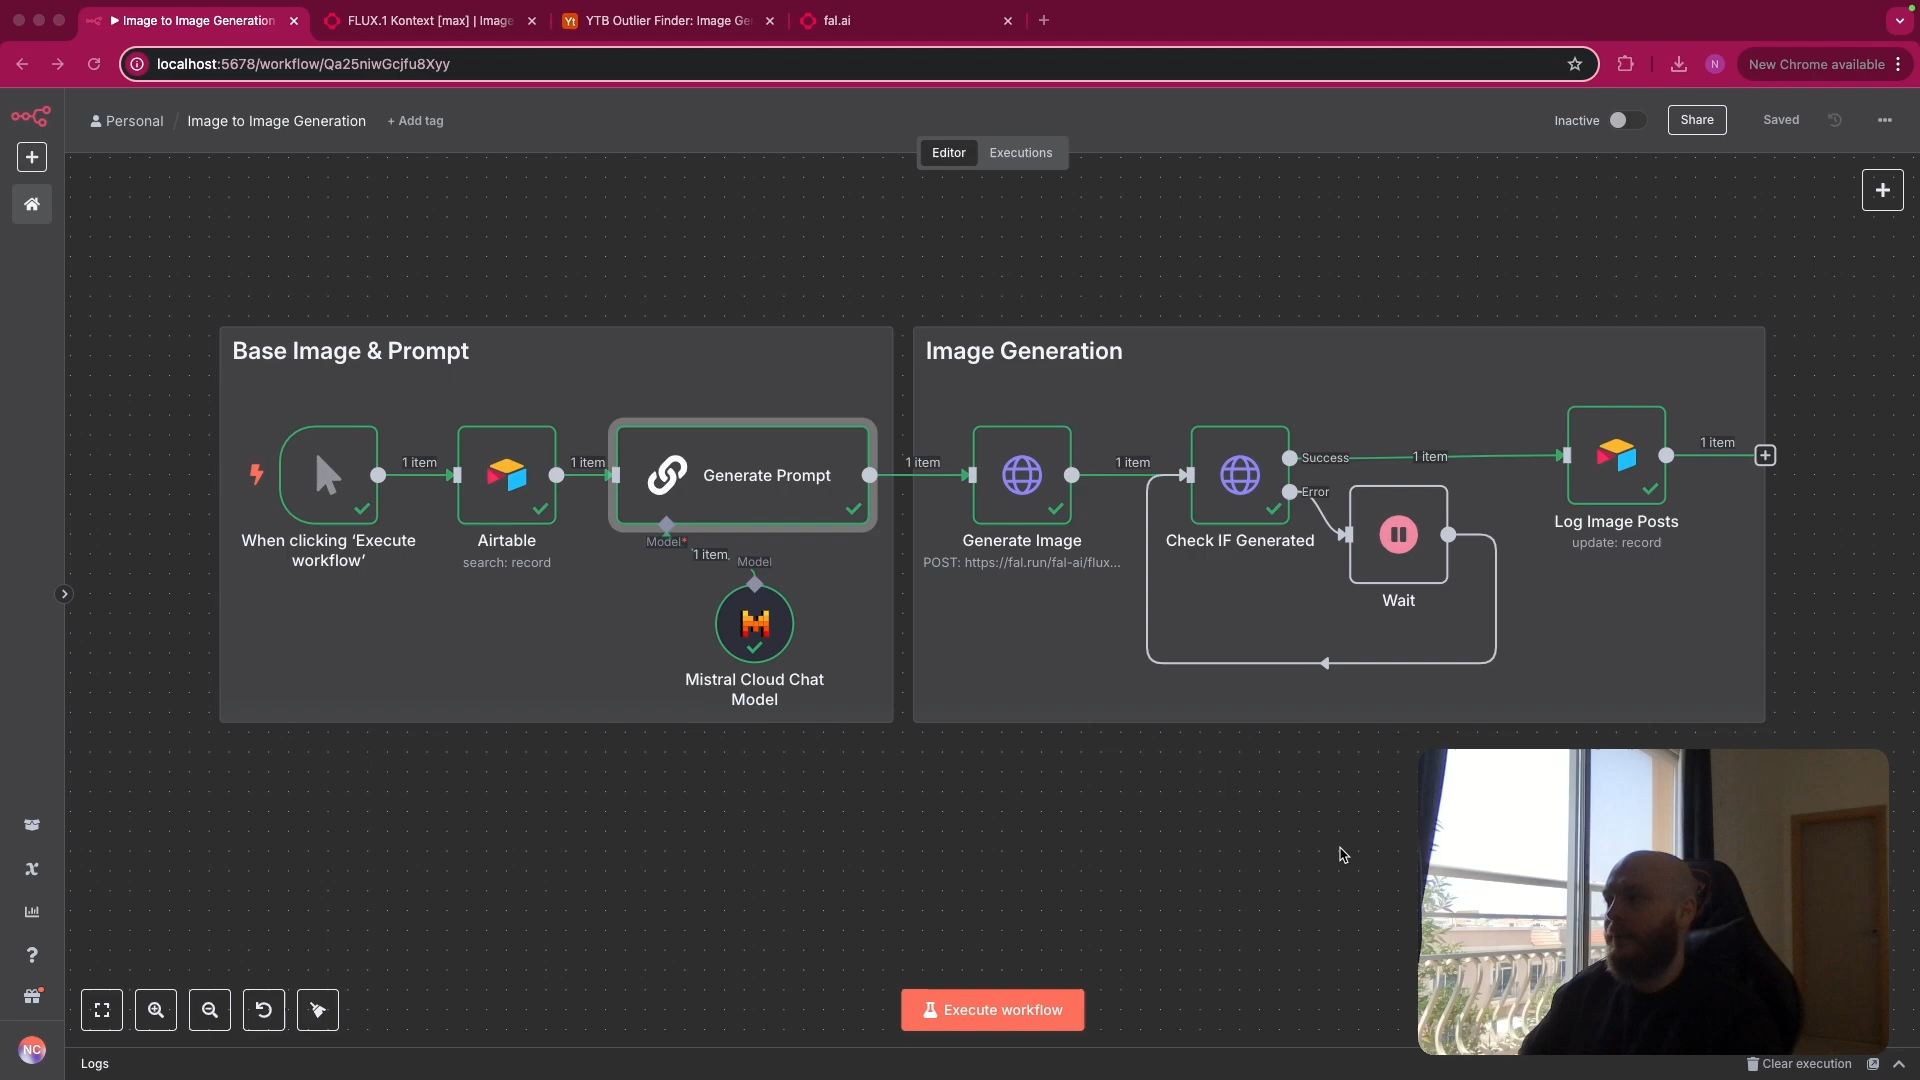 Image to Image Generation
FLUX.1 Kontext [max] | Image
YTB Outlier Finder: Image Ge
fal.ai
localhost:5678/workflow/Qa25niwGcjfu8Xyy
N
New Chrome available
Personal / Image to Image Generation + Add tag
Inactive
Share
Saved
Editor
Executions
Base Image & Prompt
Image Generation
1 item
1 item
Generate Prompt
1 item
1 item
Success
1 item
1 item
Error
When clicking ‘Execute
workflow’
Airtable
search: record
Model*
1 item
Model
Mistral Cloud Chat
Model
Generate Image
POST: https://fal.run/fal-ai/flux...
Check IF Generated
Wait
Log Image Posts
update: record
NC
Execute workflow
Logs
Clear execution